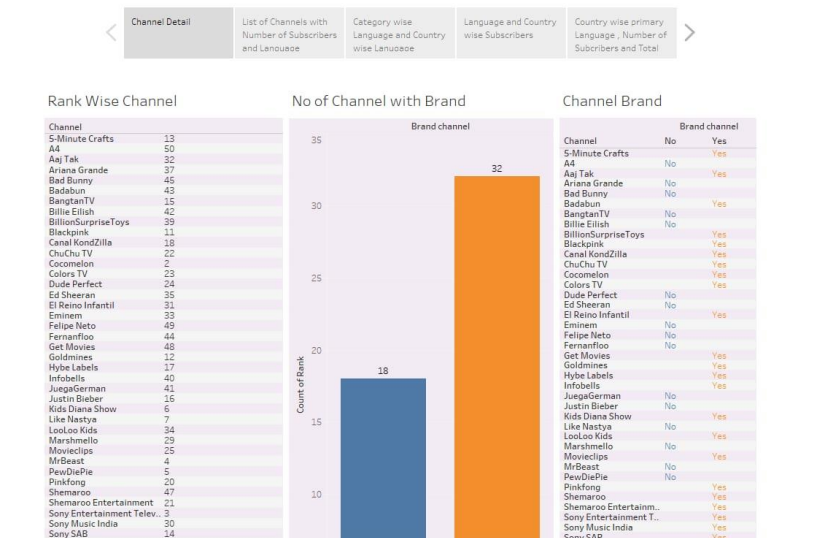 Channel Detail
List of Channels with
Number of Subscribers
and Language
Category wise
Language and Country
wise Language
Language and Country
wise Subscribers
Country wise primary
Language , Number of
Subcribers and Total
Rank Wise Channel
Channel
5-Minute Crafts 13
A4 50
Aaj Tak 32
Ariana Grande 37
Bad Bunny 45
Badabun 43
BangtanTV 15
Billie Eilish 42
BillionSurpriseToys 39
Blackpink 11
Canal KondZilla 18
ChuChu TV 22
Cocomelon 2
Colors TV 23
Dude Perfect 24
Ed Sheeran 35
El Reino Infantil 31
Eminem 33
Felipe Neto 49
Fernanfloo 44
Get Movies 48
Goldmines 12
Hybe Labels 17
Infobells 40
JuegaGerman 41
Justin Bieber 16
Kids Diana Show 6
Like Nastya 7
LooLoo Kids 34
Marshmello 29
Movieclips 25
MrBeast 4
PewDiePie 5
Pinkfong 20
Shemaroo 47
Shemaroo Entertainment 21
Sony Entertainment Telev.. 3
Sony Music India 30
Sony SAB 14
No of Channel with Brand
Brand channel
35
32
30
25
20
18
15
10
Count of Rank
Channel Brand
Brand channel
Channel No Yes
5-Minute Crafts Yes
A4 No
Aaj Tak Yes
Ariana Grande No
Bad Bunny No
Badabun Yes
BangtanTV No
Billie Eilish No
BillionSurpriseToys Yes
Blackpink Yes
Canal KondZilla Yes
ChuChu TV Yes
Cocomelon Yes
Colors TV Yes
Dude Perfect No
Ed Sheeran No
El Reino Infantil Yes
Eminem No
Felipe Neto No
Fernanfloo No
Get Movies Yes
Goldmines Yes
Hybe Labels Yes
Infobells Yes
JuegaGerman No
Justin Bieber No
Kids Diana Show Yes
Like Nastya No
LooLoo Kids Yes
Marshmello No
Movieclips Yes
MrBeast No
PewDiePie No
Pinkfong Yes
Shemaroo Yes
Shemaroo Entertainm.. Yes
Sony Entertainment T.. Yes
Sony Music India Yes
Sony SAB Yes